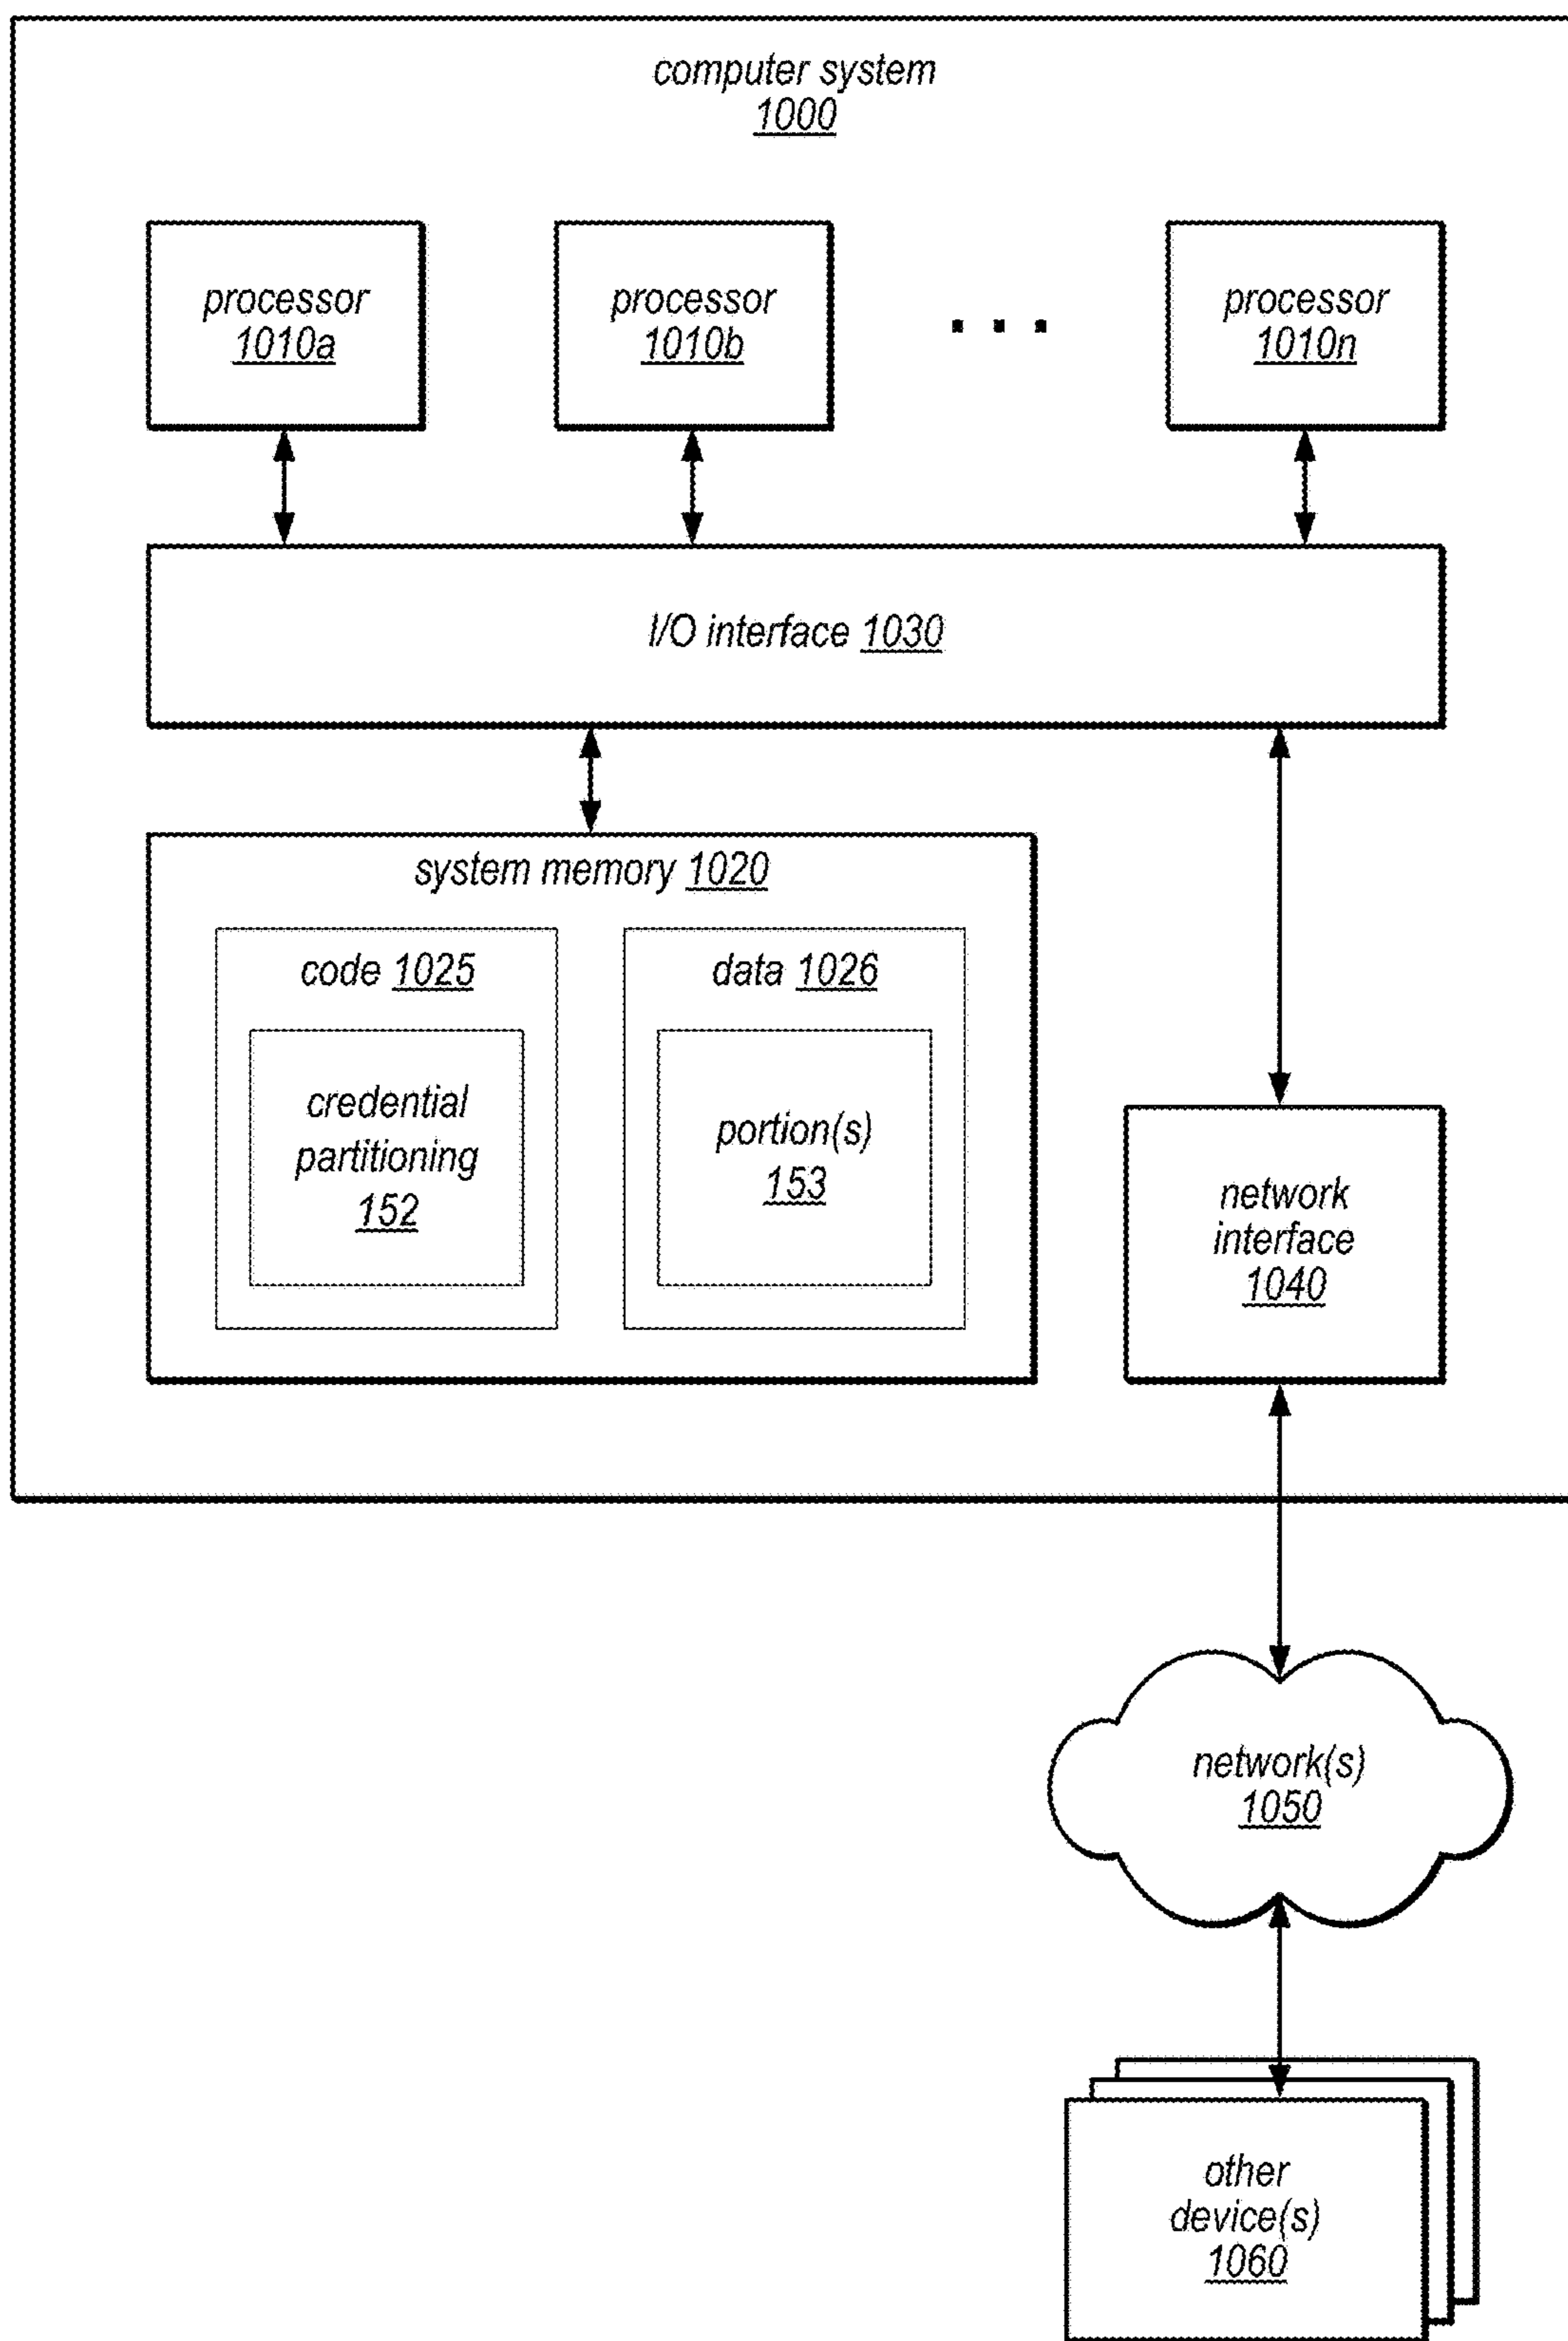 computer system
1000
processor
1010a
processor
1010b
. . .
processor
1010n
I/O interface 1030
system memory 1020
code 1025
credential
partitioning
152
data 1026
portion(s)
153
network
interface
1040
network(s)
1050
other
device(s)
1060